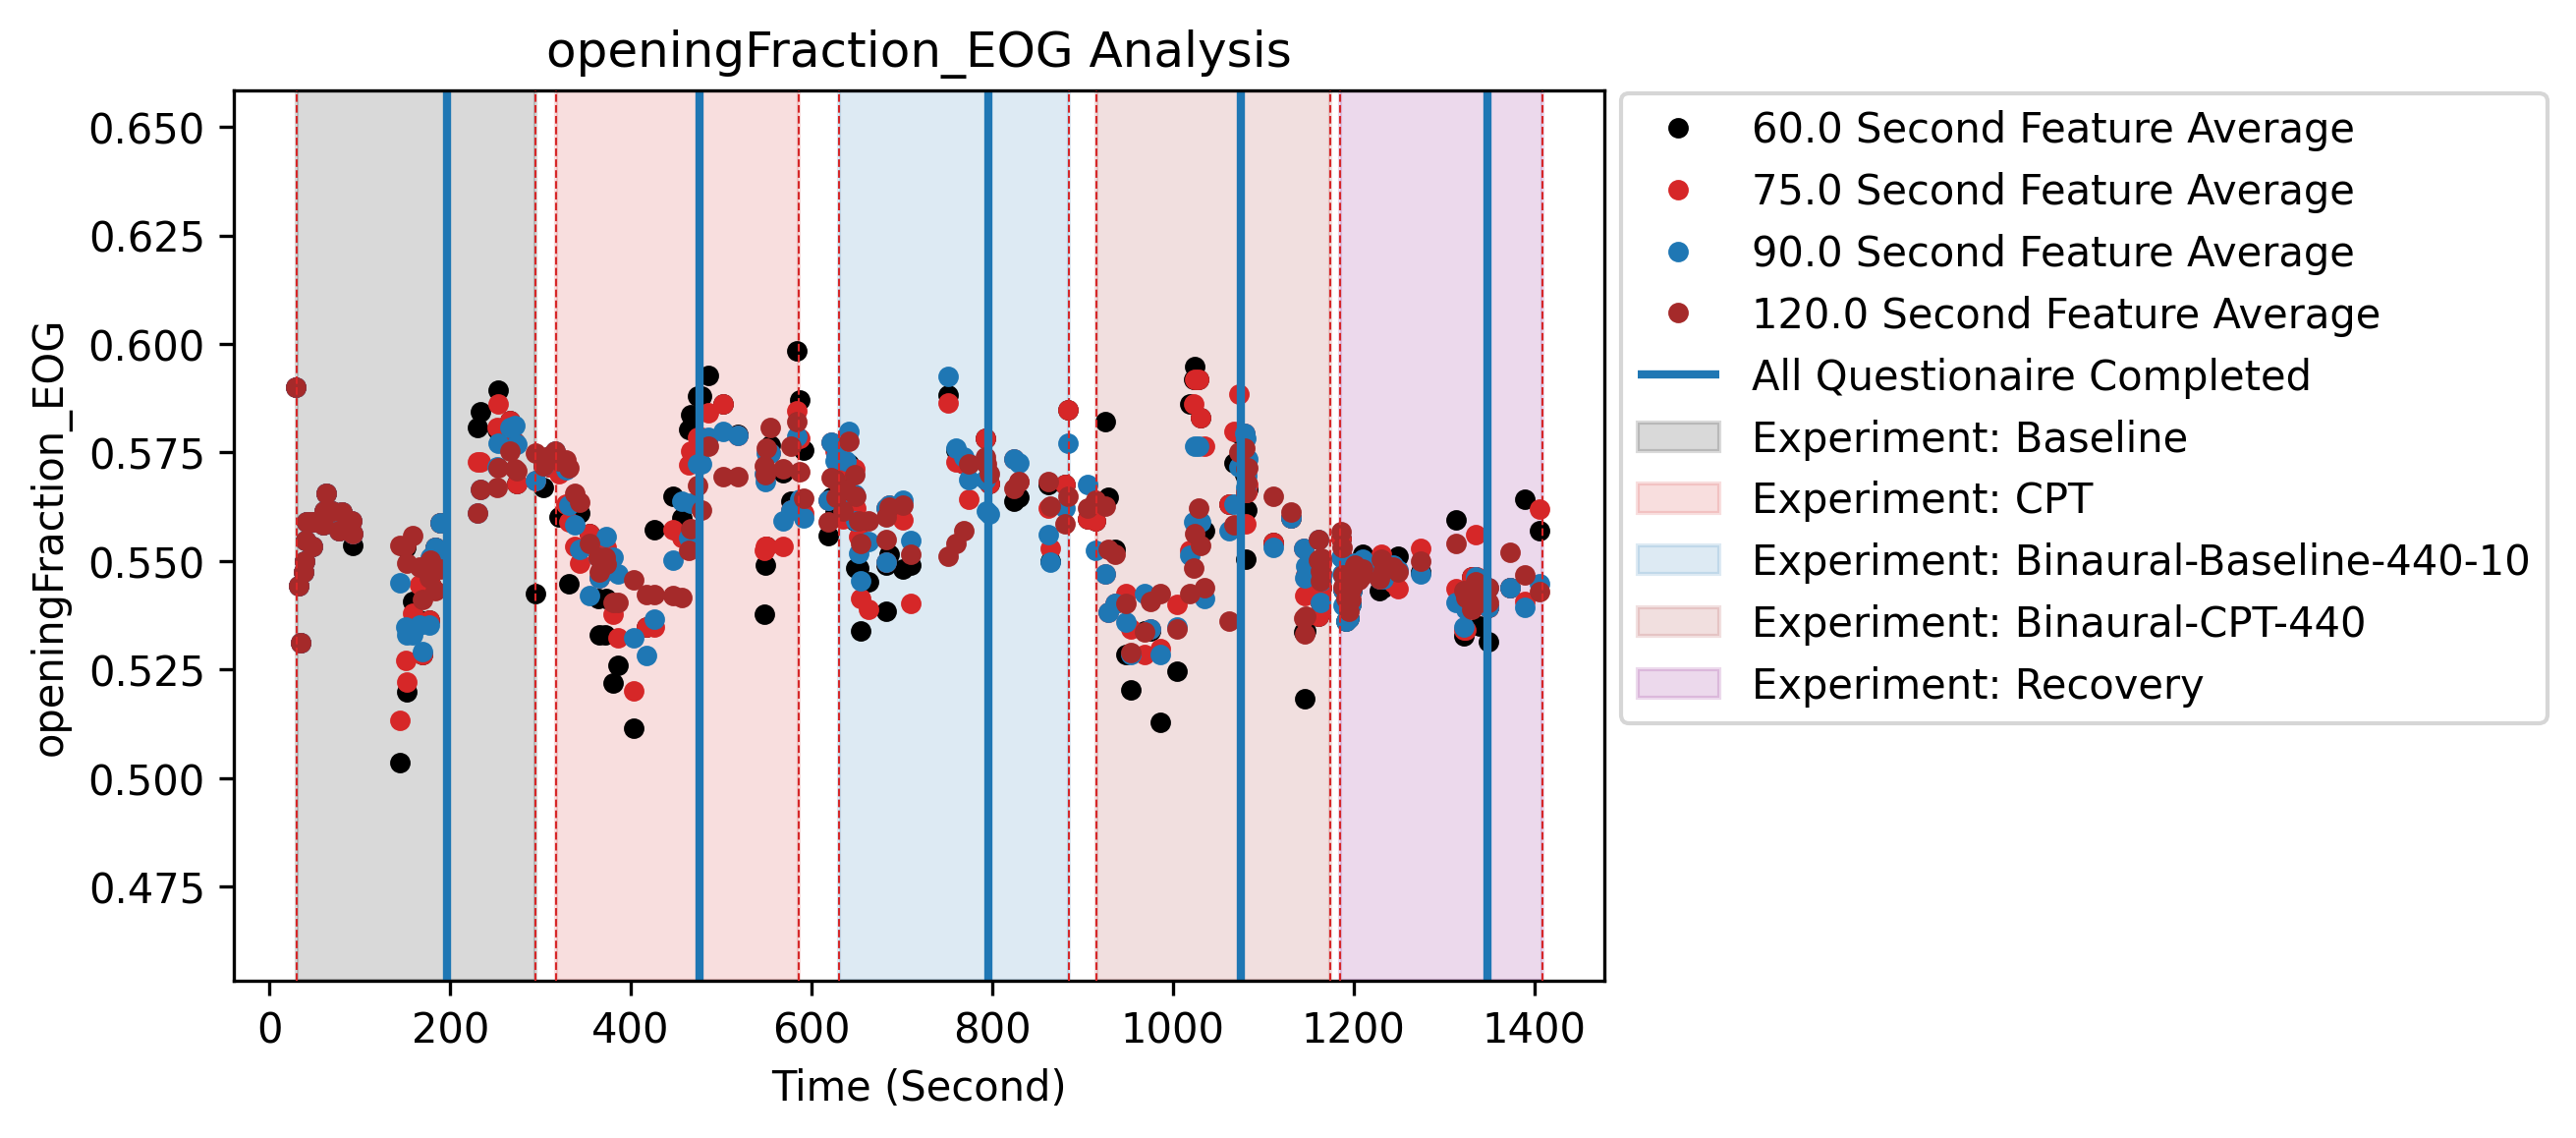 openingFraction_EOG Analysis
openingFraction_EOG
0.650
0.625
0.600
0.575
0.550
0.525
0.500
0.475
0 200 400 600 800 1000 1200 1400
Time (Second)
60.0 Second Feature Average
75.0 Second Feature Average
90.0 Second Feature Average
120.0 Second Feature Average
All Questionaire Completed
Experiment: Baseline
Experiment: CPT
Experiment: Binaural-Baseline-440-10
Experiment: Binaural-CPT-440
Experiment: Recovery